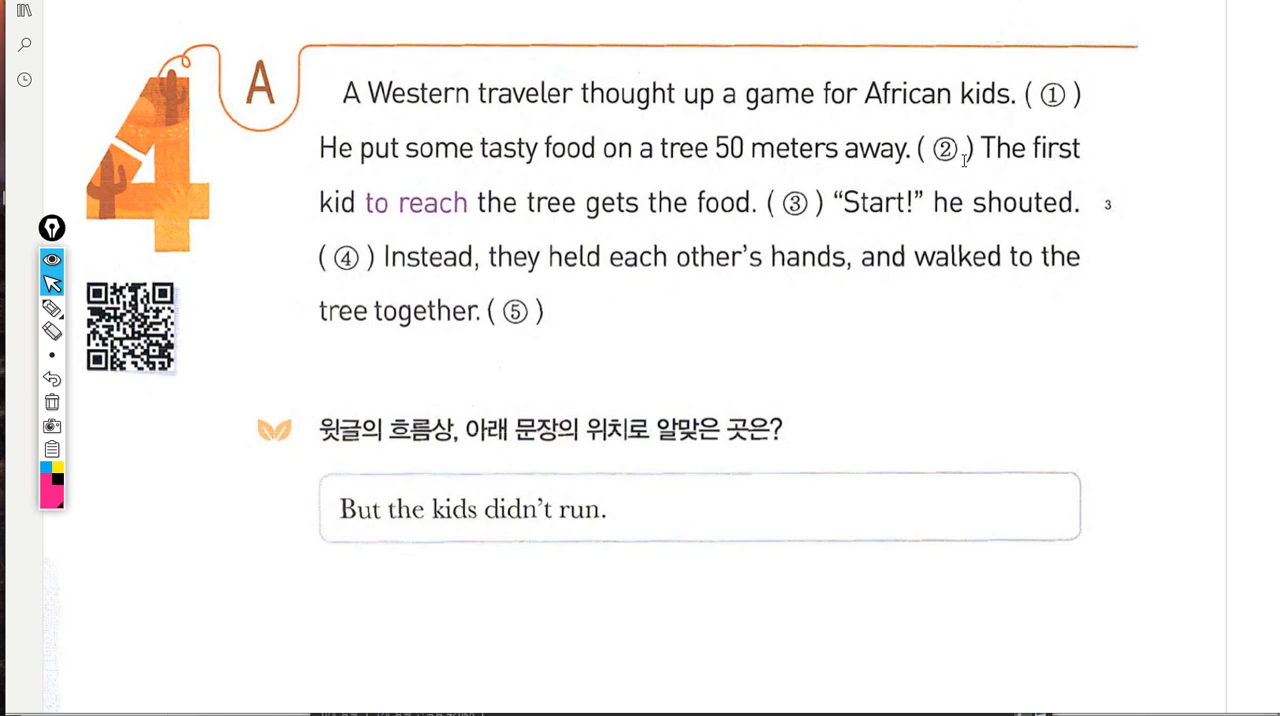 4
A
A Western traveler thought up a game for African kids. ( ① )
He put some tasty food on a tree 50 meters away. ( ② ) The first
kid to reach the tree gets the food. ( ③ ) “Start!” he shouted.
3
( ④ ) Instead, they held each other’s hands, and walked to the
tree together. ( ⑤ )
윗글의 흐름상, 아래 문장의 위치로 알맞은 곳은?
But the kids didn’t run.